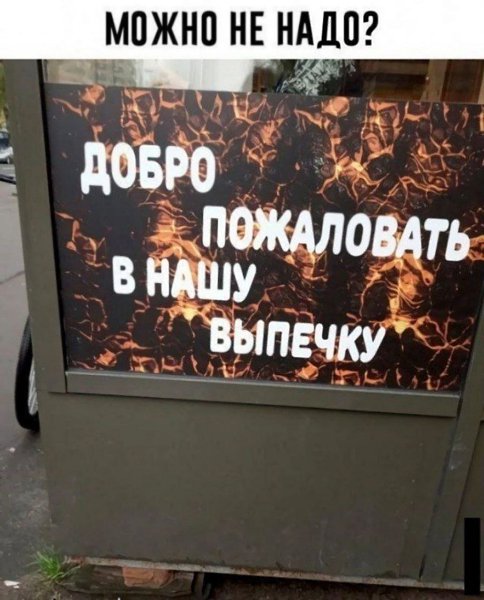 МОЖНО НЕ НАДО?
ДОБРО
ПОЖАЛОВАТЬ
В НАШУ
ВЫПЕЧКУ